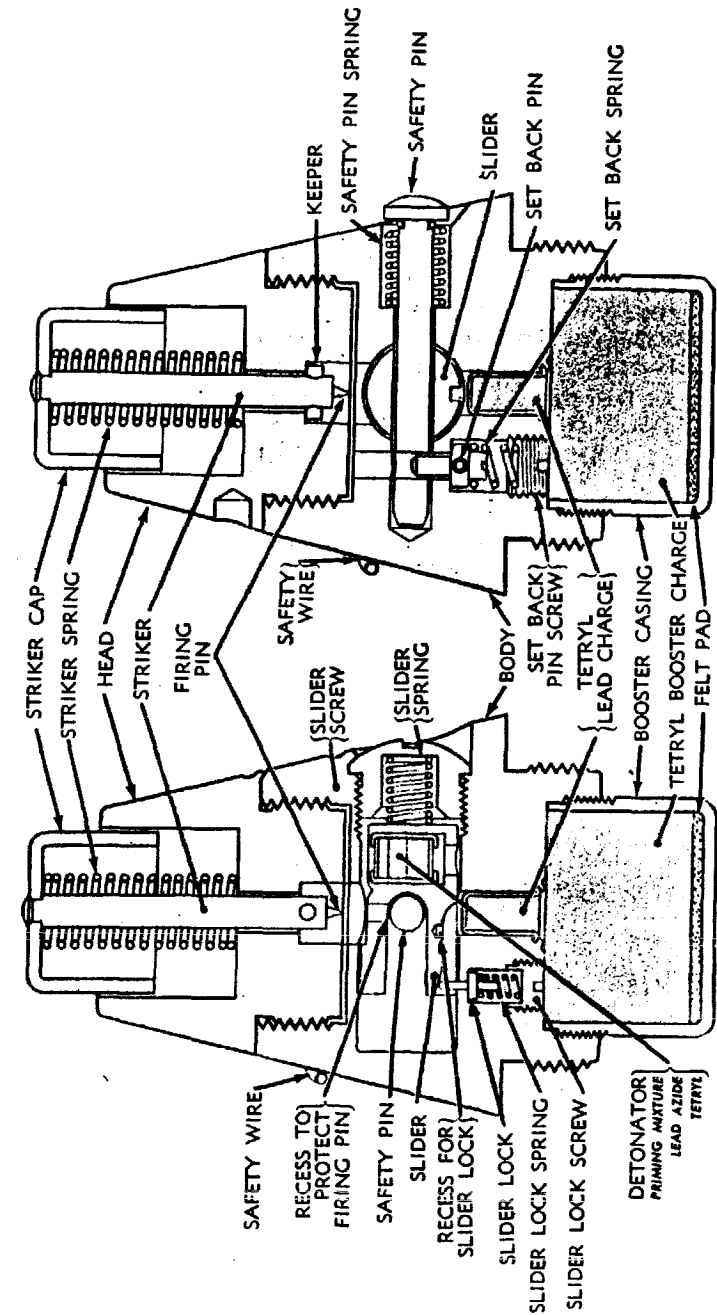 STRIKER CAP
STRIKER SPRING
HEAD
STRIKER
FIRING
PIN
KEEPER
SAFETY PIN SPRING
SAFETY PIN
SLIDER
SET BACK PIN
SET BACK SPRING
SAFETY
WIRE
SLIDER
SCREW
SLIDER
SPRING
BODY
SET BACK
PIN SCREW
TETRYL
LEAD CHARGE
BOOSTER CASING
TETRYL BOOSTER CHARGE
FELT PAD
SAFETY WIRE
RECESS TO
PROTECT
FIRING PIN
SAFETY PIN
SLIDER
RECESS FOR
SLIDER LOCK
SLIDER LOCK
SLIDER LOCK SPRING
SLIDER LOCK SCREW
DETONATOR
PRIMING MIXTURE
LEAD AZIDE
TETRYL